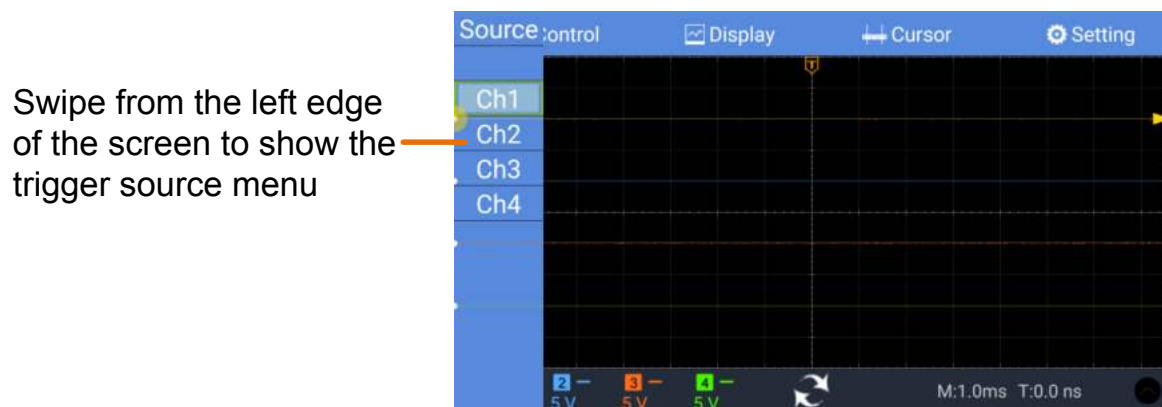 Swipe from the left edge
of the screen to show the
trigger source menu
Source ontrol Display Cursor Setting
T
Ch1
Ch2
Ch3
Ch4
2 3 4
5 V 5 V 5 V M:1.0ms T:0.0 ns